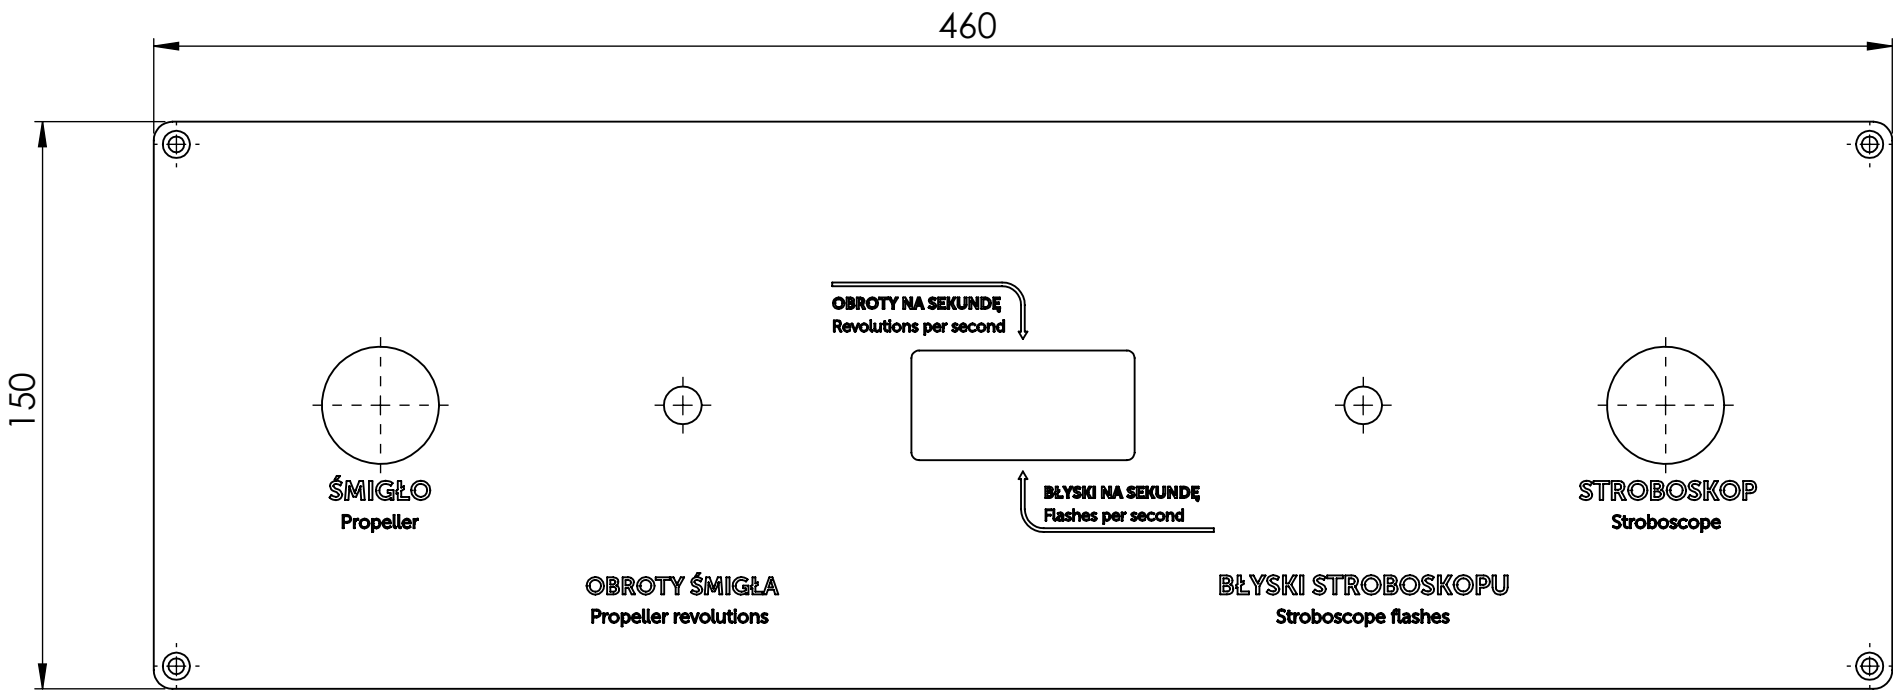 460
150
OBROTY NA SEKUNDĘ
Revolutions per second
ŚMIGŁO
Propeller
BŁYSKI NA SEKUNDĘ
Flashes per second
STROBOSKOP
Stroboscope
OBROTY ŚMIGŁA
Propeller revolutions
BŁYSKI STROBOSKOPU
Stroboscope flashes